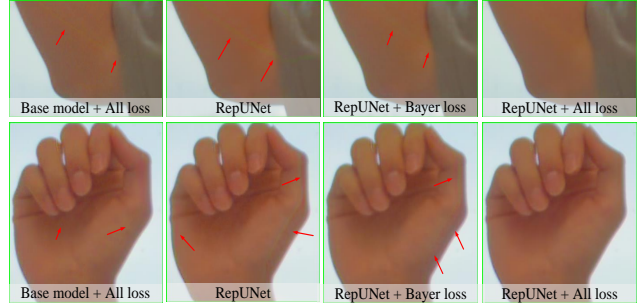 Base model + All loss
RepUNet
RepUNet + Bayer loss
RepUNet + All loss
Base model + All loss
RepUNet
RepUNet + Bayer loss
RepUNet + All loss